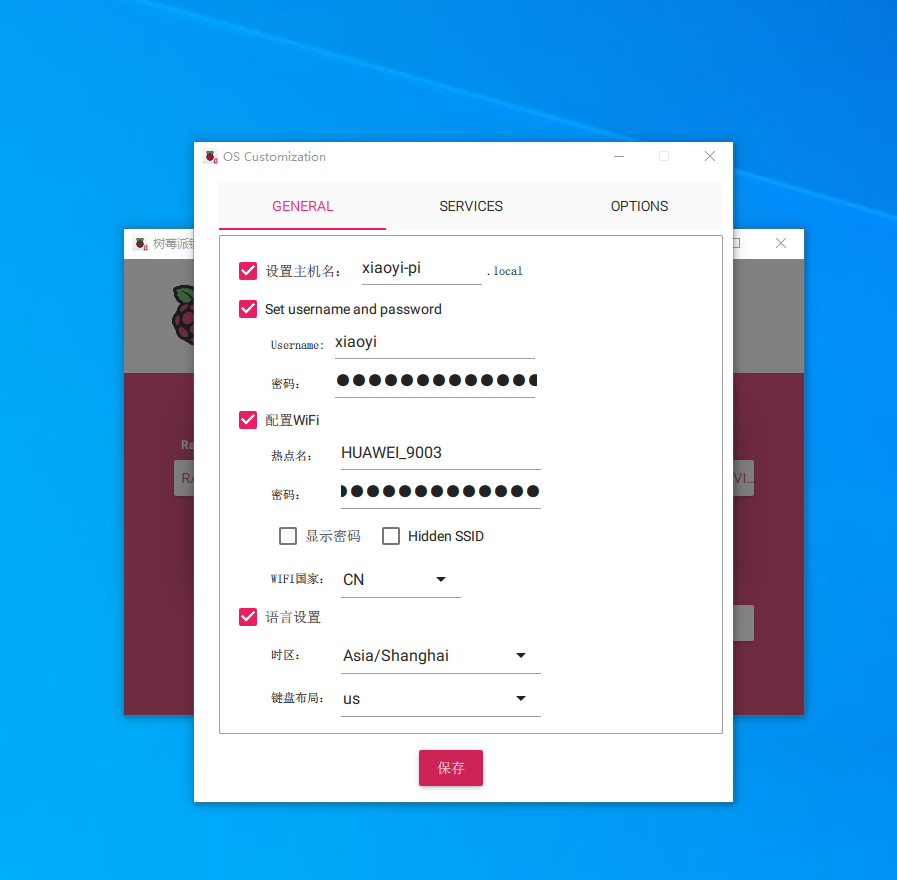 OS Customization
GENERAL SERVICES OPTIONS
树莓派
设置主机名: xiaoyi-pi .local
Set username and password
Username: xiaoyi
密码: ●●●●●●●●●●●●●
Ra
配置WiFi
热点名: HUAWEI_9003
RA VI...
密码: ●●●●●●●●●●●●●
显示密码 Hidden SSID
WIFI国家: CN
语言设置
时区: Asia/Shanghai
键盘布局: us
保存